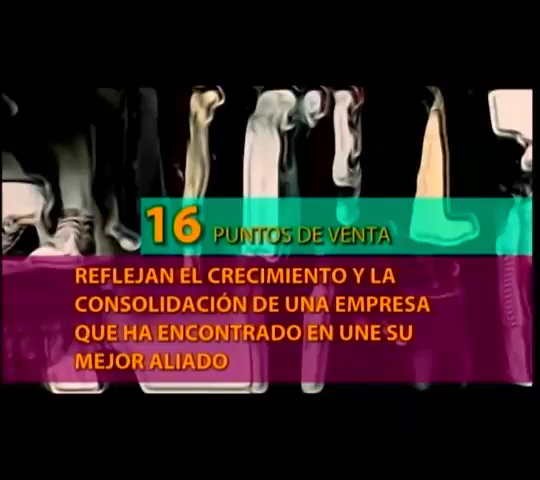 16 PUNTOS DE VENTA
REFLEJAN EL CRECIMIENTO Y LA
CONSOLIDACIÓN DE UNA EMPRESA
QUE HA ENCONTRADO EN UNE SU
MEJOR ALIADO